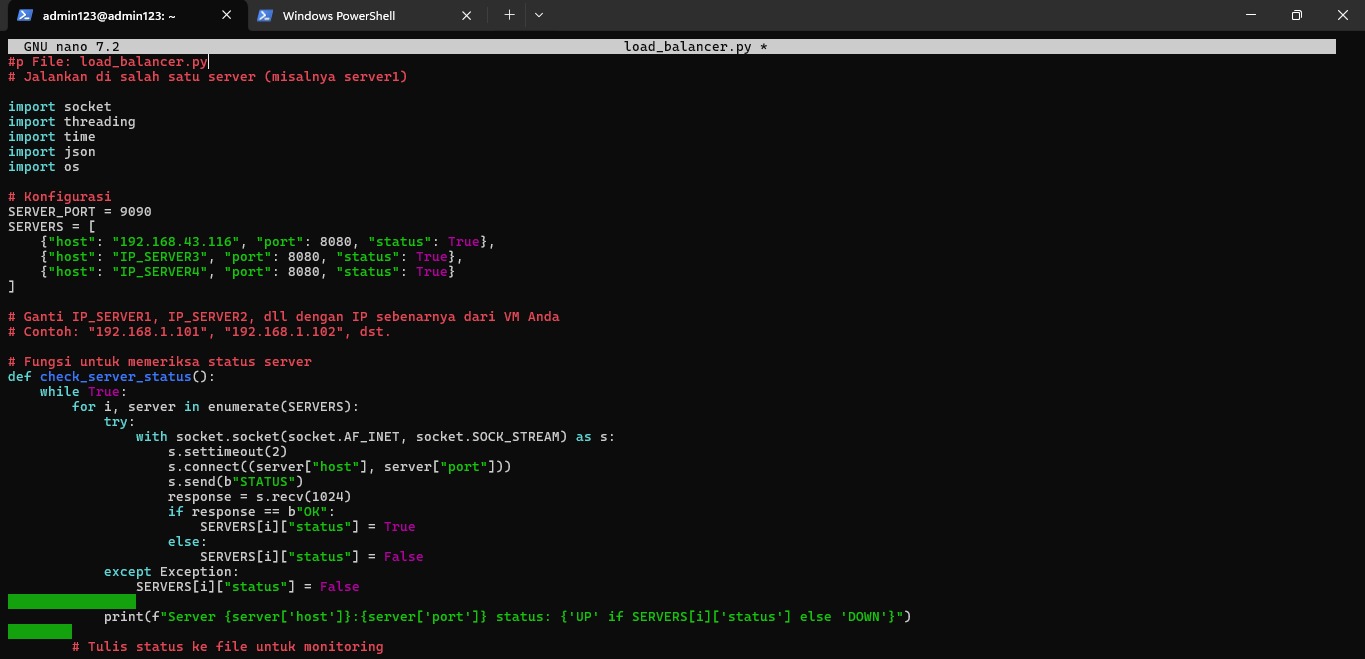 admin123@admin123: ~
Windows PowerShell
GNU nano 7.2 load_balancer.py *
#p File: load_balancer.py
# Jalankan di salah satu server (misalnya server1)
import socket
import threading
import time
import json
import os
# Konfigurasi
SERVER_PORT = 9090
SERVERS = [
    {"host": "192.168.43.116", "port": 8080, "status": True},
    {"host": "IP_SERVER3", "port": 8080, "status": True},
    {"host": "IP_SERVER4", "port": 8080, "status": True}
]
# Ganti IP_SERVER1, IP_SERVER2, dll dengan IP sebenarnya dari VM Anda
# Contoh: "192.168.1.101", "192.168.1.102", dst.
# Fungsi untuk memeriksa status server
def check_server_status():
    while True:
        for i, server in enumerate(SERVERS):
            try:
                with socket.socket(socket.AF_INET, socket.SOCK_STREAM) as s:
                    s.settimeout(2)
                    s.connect((server["host"], server["port"]))
                    s.send(b"STATUS")
                    response = s.recv(1024)
                    if response == b"OK":
                        SERVERS[i]["status"] = True
                    else:
                        SERVERS[i]["status"] = False
            except Exception:
                SERVERS[i]["status"] = False
            print(f"Server {server['host']}:{server['port']} status: {'UP' if SERVERS[i]['status'] else 'DOWN'}")
        # Tulis status ke file untuk monitoring